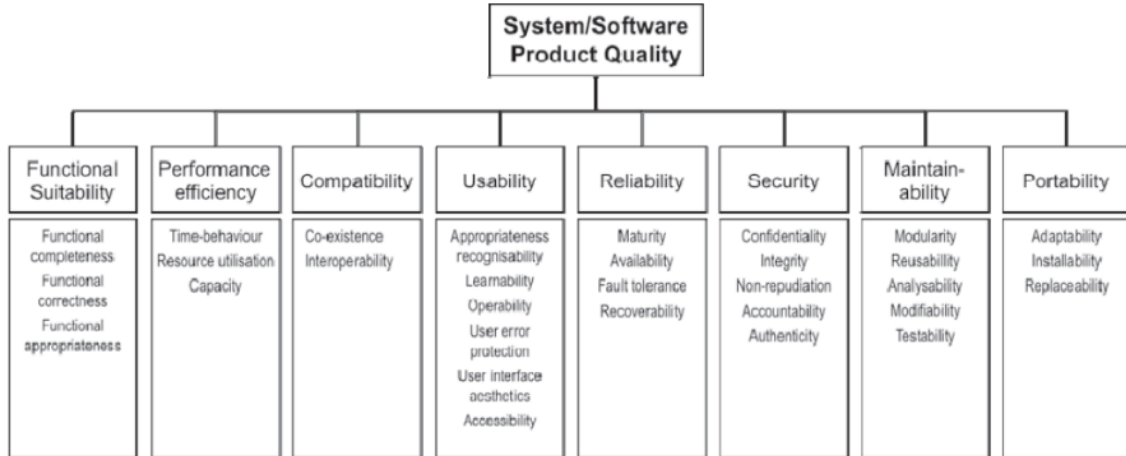 System/Software
Product Quality
Functional
Suitability
Performance
efficiency
Compatibility
Usability
Reliability
Security
Maintain-
ability
Portability
Functional
completeness
Functional
correctness
Functional
appropriateness
Time-behaviour
Resource utilisation
Capacity
Co-existence
Interoperability
Appropriateness
recognisability
Learnability
Operability
User error
protection
User interface
aesthetics
Accessibility
Maturity
Availability
Fault tolerance
Recoverability
Confidentiality
Integrity
Non-repudiation
Accountability
Authenticity
Modularity
Reusabillity
Analysability
Modifiability
Testability
Adaptability
Installability
Replaceability